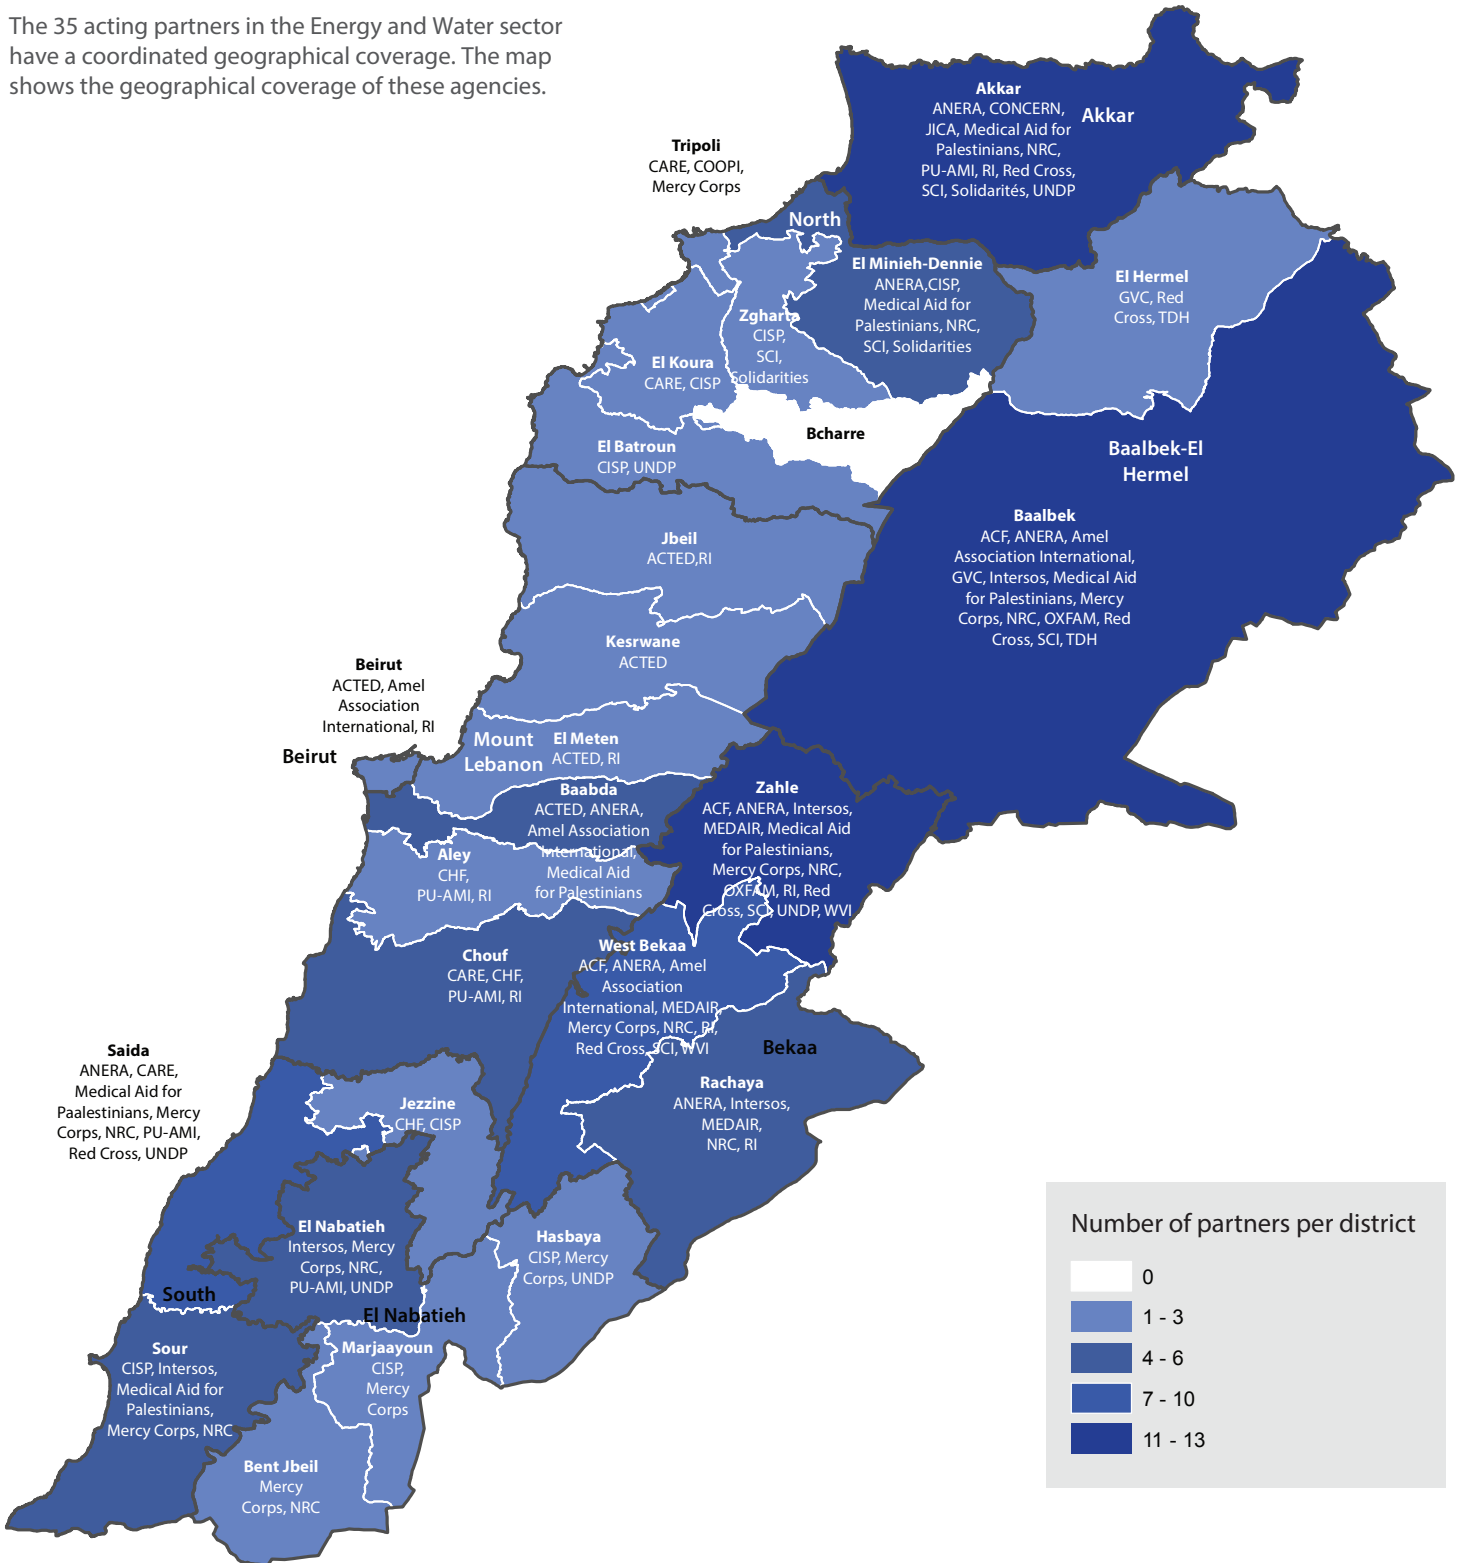 The 35 acting partners in the Energy and Water sector
have a coordinated geographical coverage. The map
shows the geographical coverage of these agencies.
Akkar
ANERA, CONCERN,
JICA, Medical Aid for
Palestinians, NRC,
PU-AMI, RI, Red Cross,
SCI, Solidarités, UNDP
Akkar
Tripoli
CARE, COOPI,
Mercy Corps
North
El Minieh-Dennie
ANERA,CISP,
Medical Aid for
Palestinians, NRC,
SCI, Solidarities
El Hermel
GVC, Red
Cross, TDH
Zgharta
CISP,
SCI,
Solidarities
El Koura
CARE, CISP
Bcharre
El Batroun
CISP, UNDP
Baalbek-El
Hermel
Baalbek
ACF, ANERA, Amel
Association International,
GVC, Intersos, Medical Aid
for Palestinians, Mercy
Corps, NRC, OXFAM, Red
Cross, SCI, TDH
Jbeil
ACTED,RI
Kesrwane
ACTED
Beirut
ACTED, Amel
Association
International, RI
Beirut
Mount
Lebanon
El Meten
ACTED, RI
Baabda
ACTED, ANERA,
Amel Association
International,
Medical Aid
for Palestinians
Zahle
ACF, ANERA, Intersos,
MEDAIR, Medical Aid
for Palestinians,
Mercy Corps, NRC,
OXFAM, RI, Red
Cross, SCI, UNDP, WVI
Aley
CHF,
PU-AMI, RI
Chouf
CARE, CHF,
PU-AMI, RI
West Bekaa
ACF, ANERA, Amel
Association
International, MEDAIR,
Mercy Corps, NRC, RI,
Red Cross, SCI, WVI
Bekaa
Rachaya
ANERA, Intersos,
MEDAIR,
NRC, RI
Saida
ANERA, CARE,
Medical Aid for
Paalestinians, Mercy
Corps, NRC, PU-AMI,
Red Cross, UNDP
Jezzine
CHF, CISP
El Nabatieh
Intersos, Mercy
Corps, NRC,
PU-AMI, UNDP
Hasbaya
CISP, Mercy
Corps, UNDP
South
El Nabatieh
Sour
CISP, Intersos,
Medical Aid for
Palestinians,
Mercy Corps, NRC
Marjaayoun
CISP,
Mercy
Corps
Bent Jbeil
Mercy
Corps, NRC
Number of partners per district
0
1 - 3
4 - 6
7 - 10
11 - 13